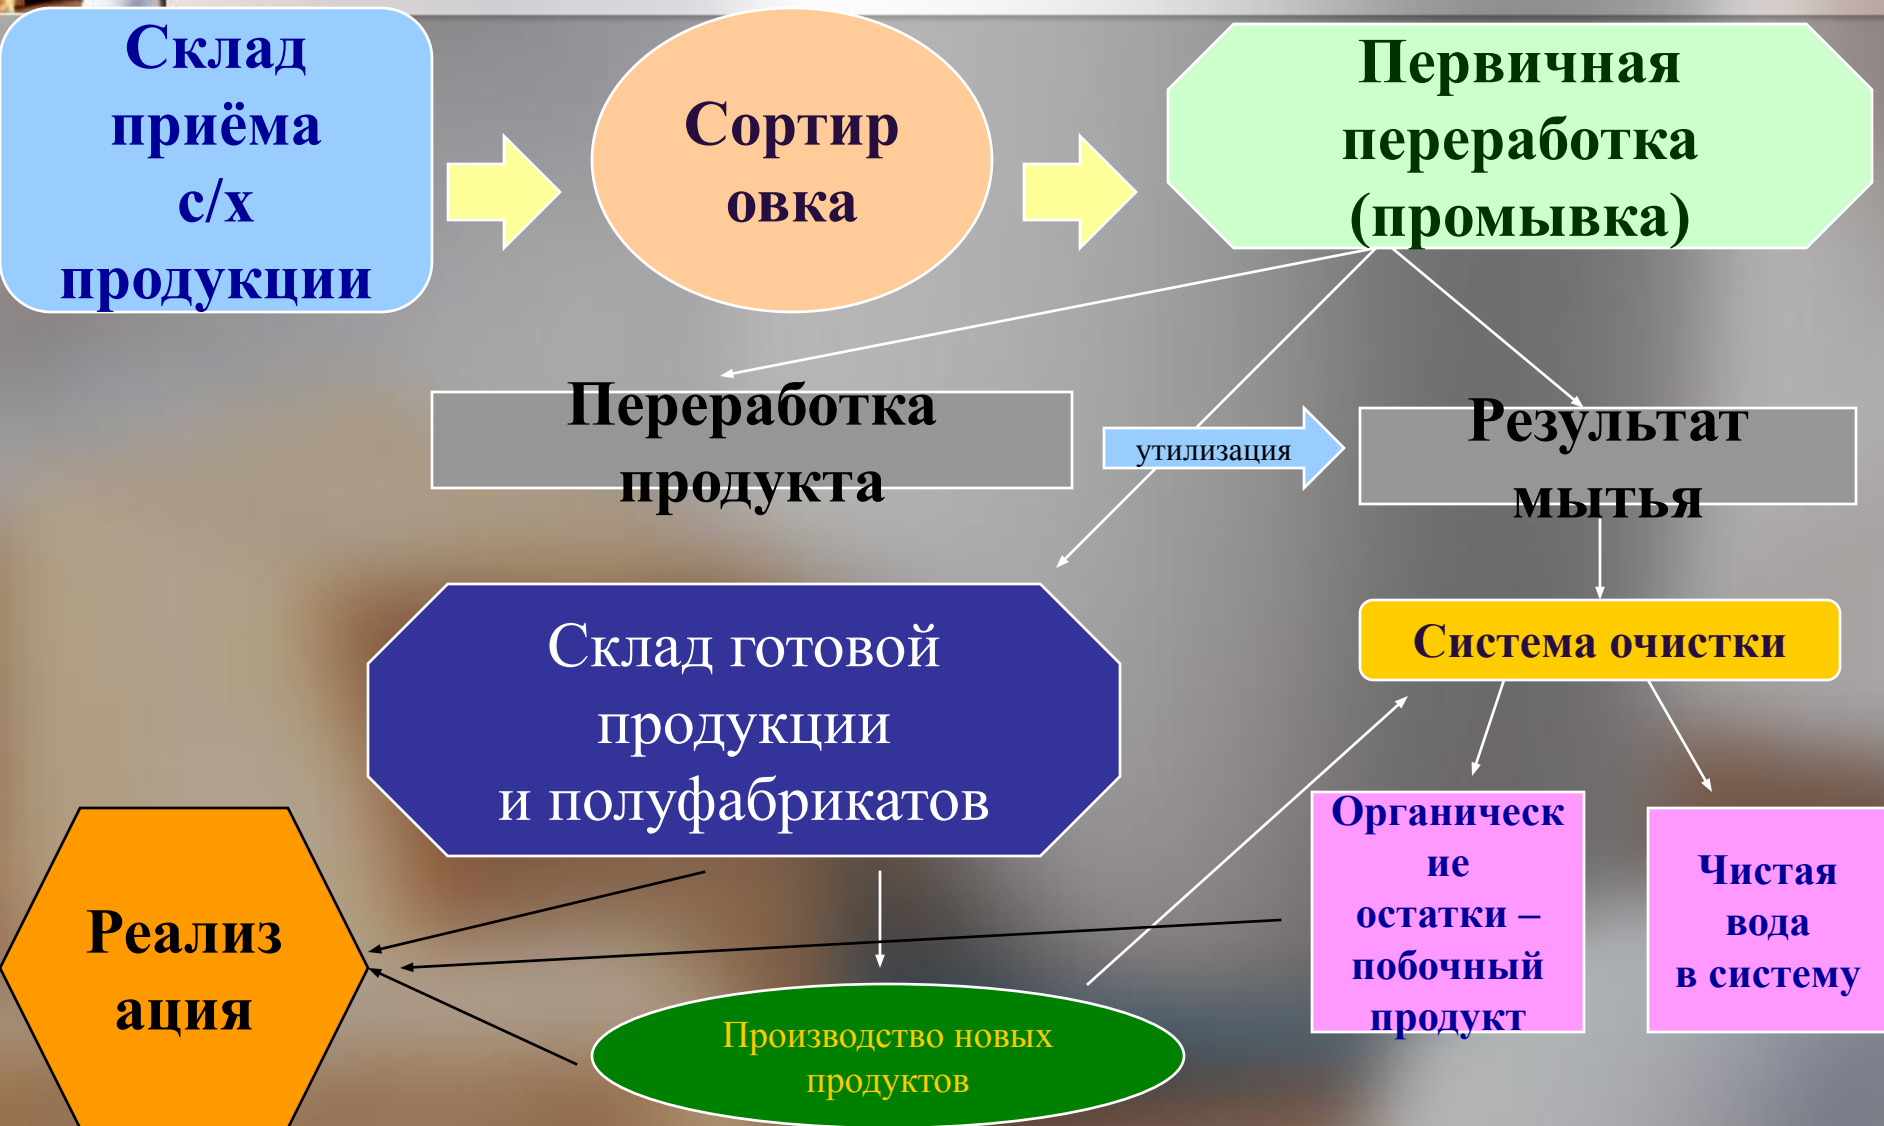 Склад
приёма
с/х
продукции
Сортир
овка
Первичная
переработка
(промывка)
Переработка
продукта
утилизация
Результат
мытья
Склад готовой
продукции
и полуфабрикатов
Система очистки
Реализ
ация
Производство новых
продуктов
Органическ
ие
остатки –
побочный
продукт
Чистая
вода
в систему